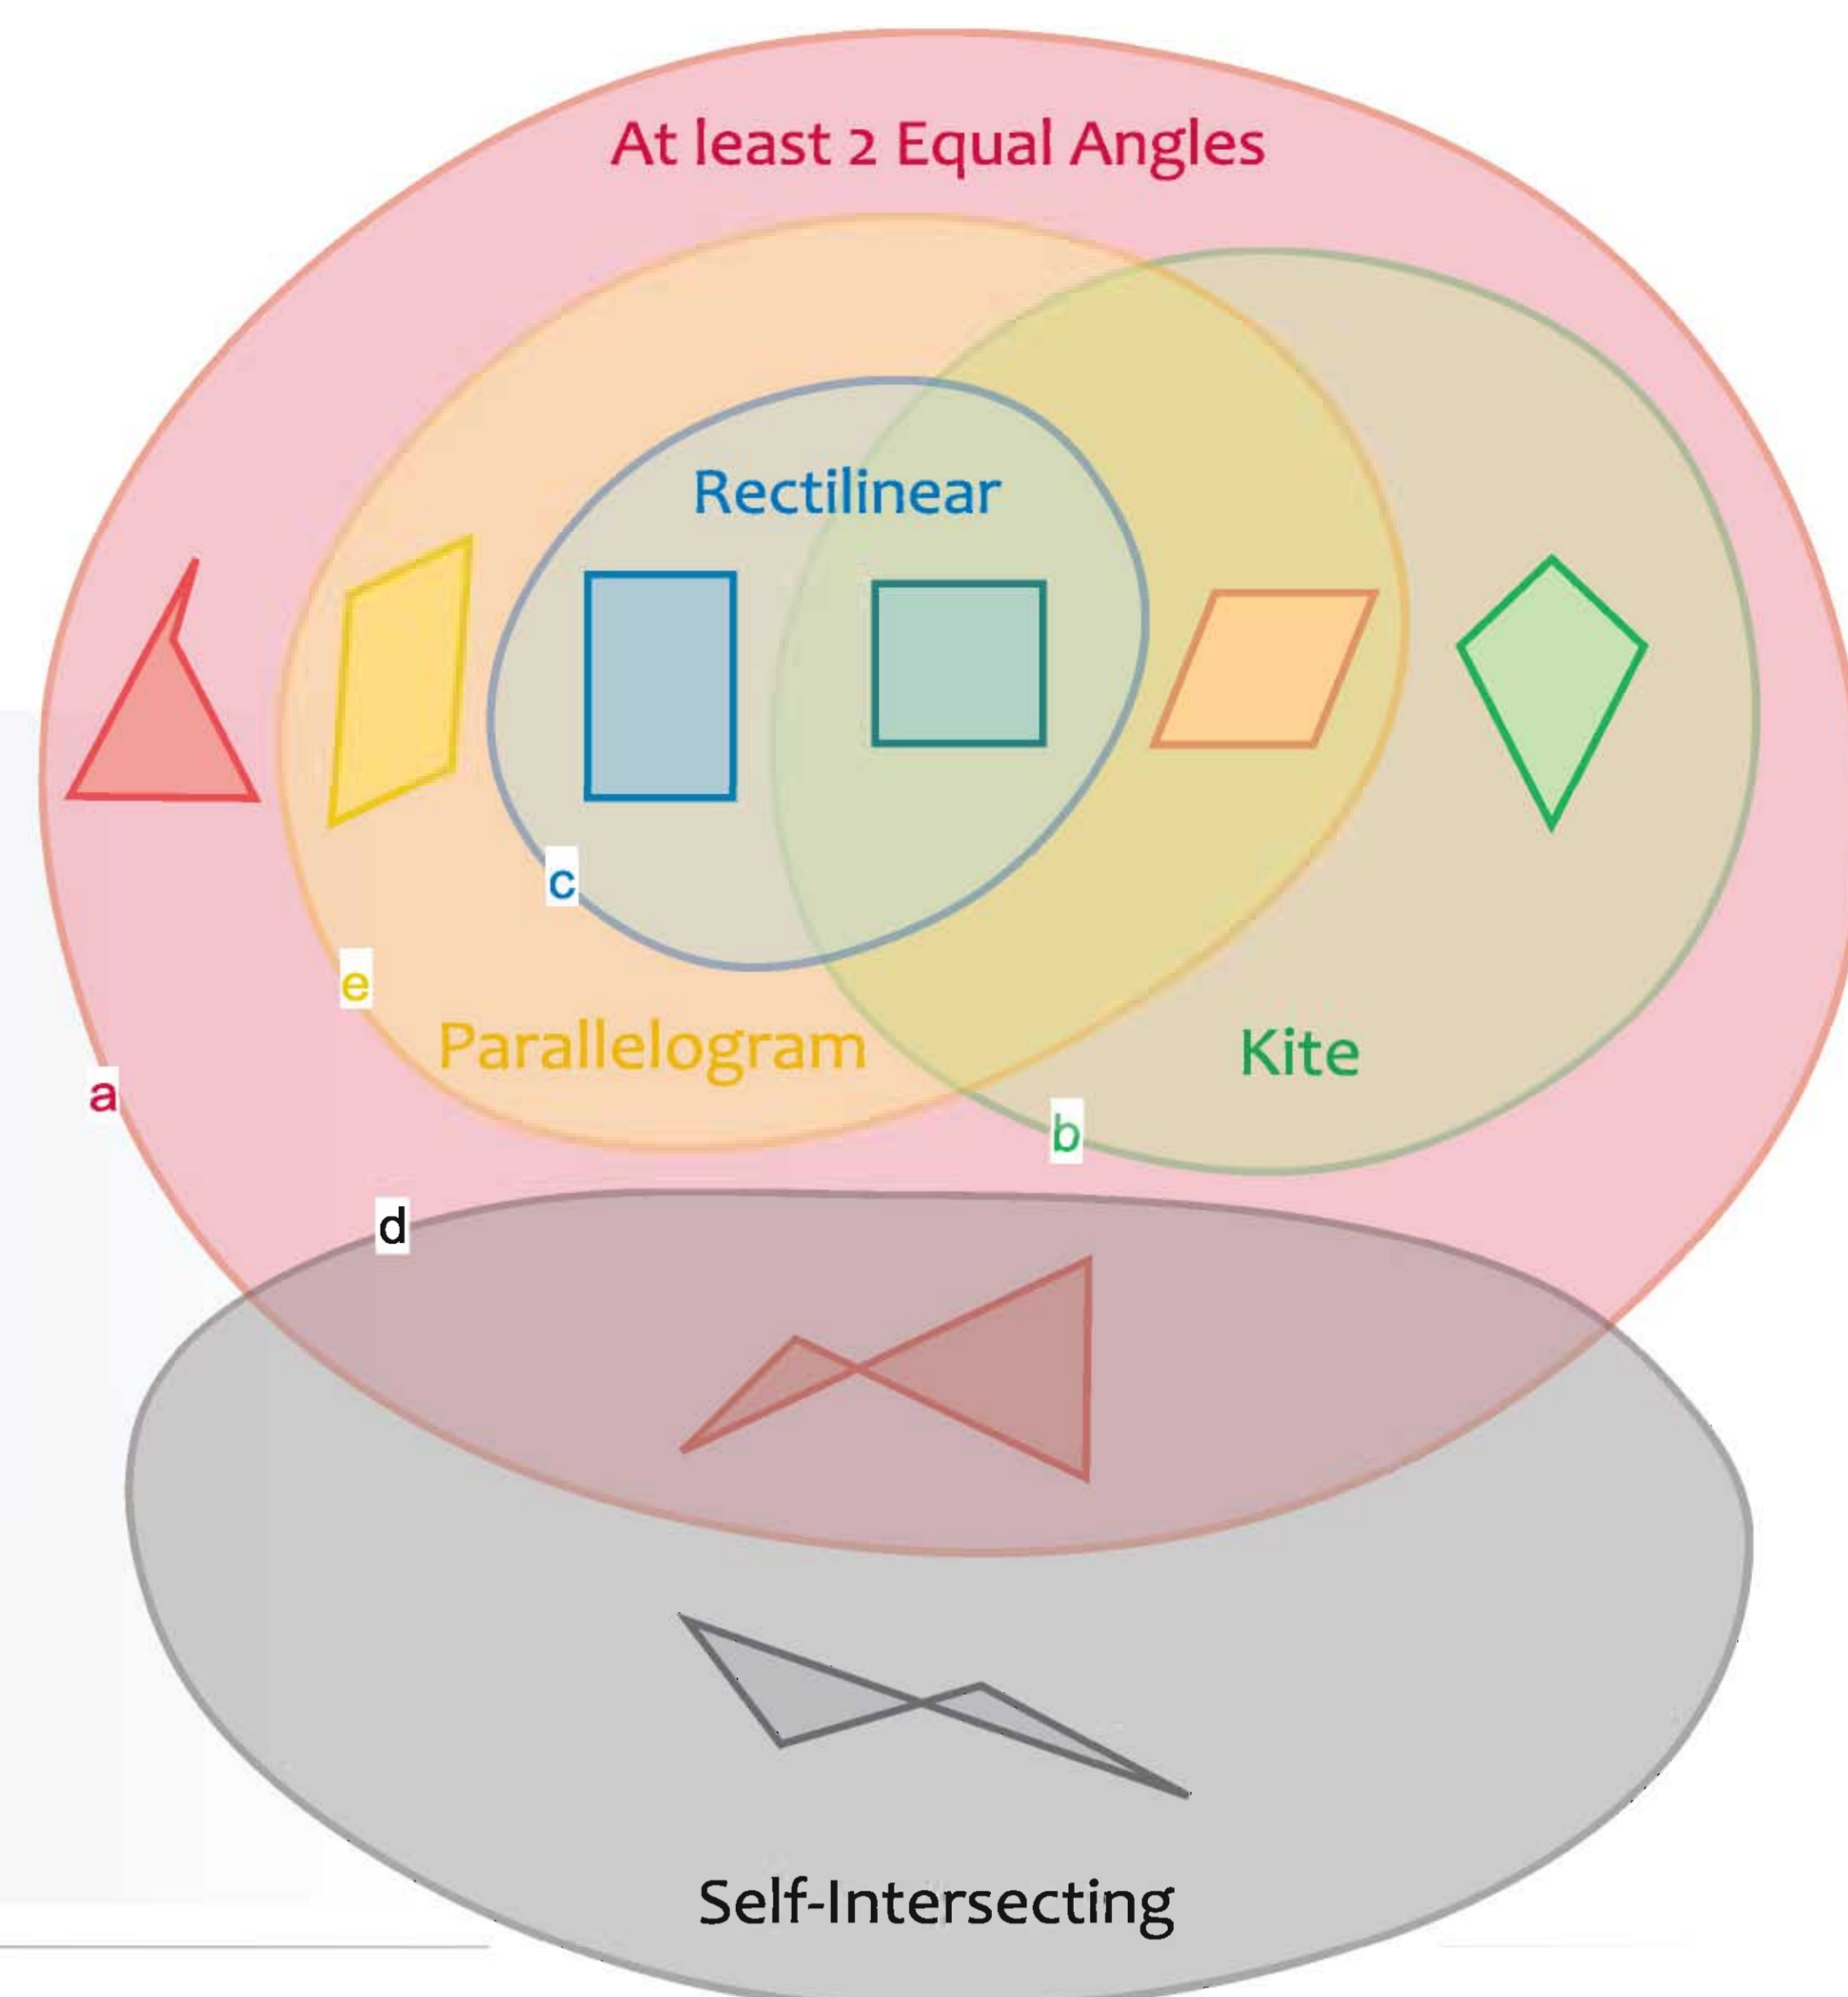 At least 2 Equal Angles
Rectilinear
c
e
Parallelogram
Kite
a
b
d
Self-Intersecting